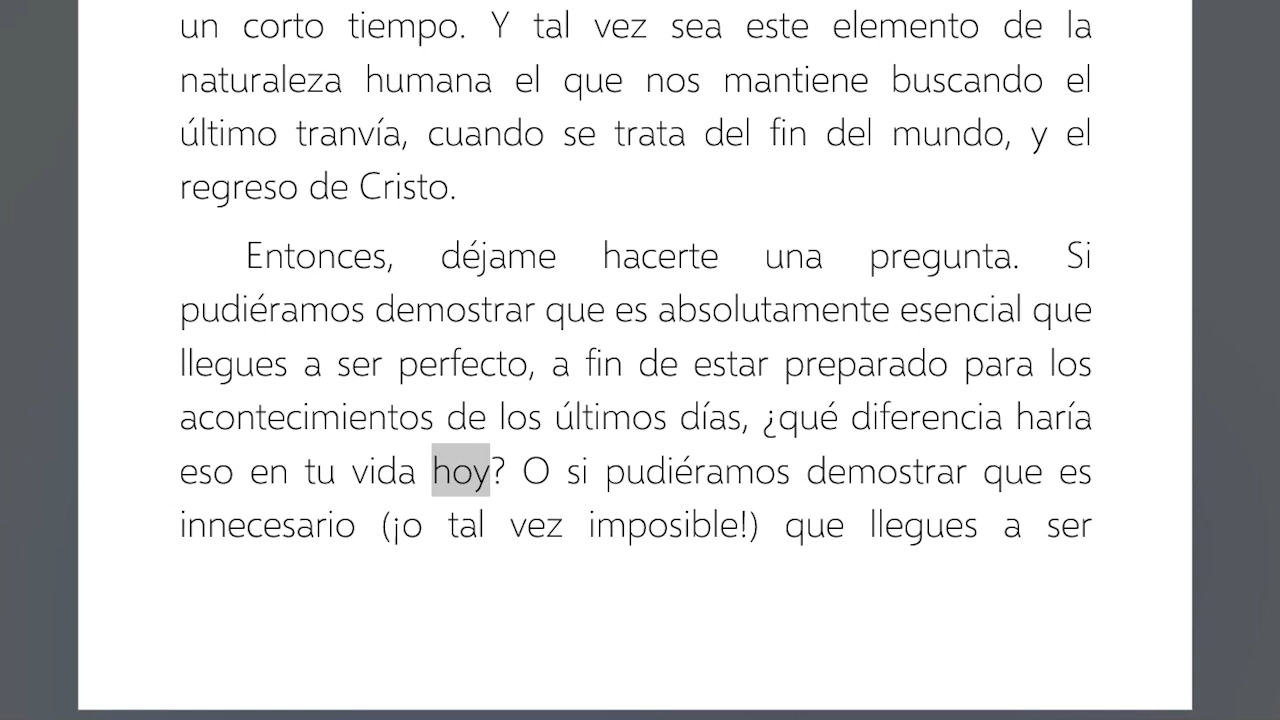 un corto tiempo. Y tal vez sea este elemento de la
naturaleza humana el que nos mantiene buscando el
último tranvía, cuando se trata del fin del mundo, y el
regreso de Cristo.
Entonces, déjame hacerte una pregunta. Si
pudiéramos demostrar que es absolutamente esencial que
llegues a ser perfecto, a fin de estar preparado para los
acontecimientos de los últimos días, ¿qué diferencia haría
eso en tu vida hoy? O si pudiéramos demostrar que es
innecesario (¡o tal vez imposible!) que llegues a ser